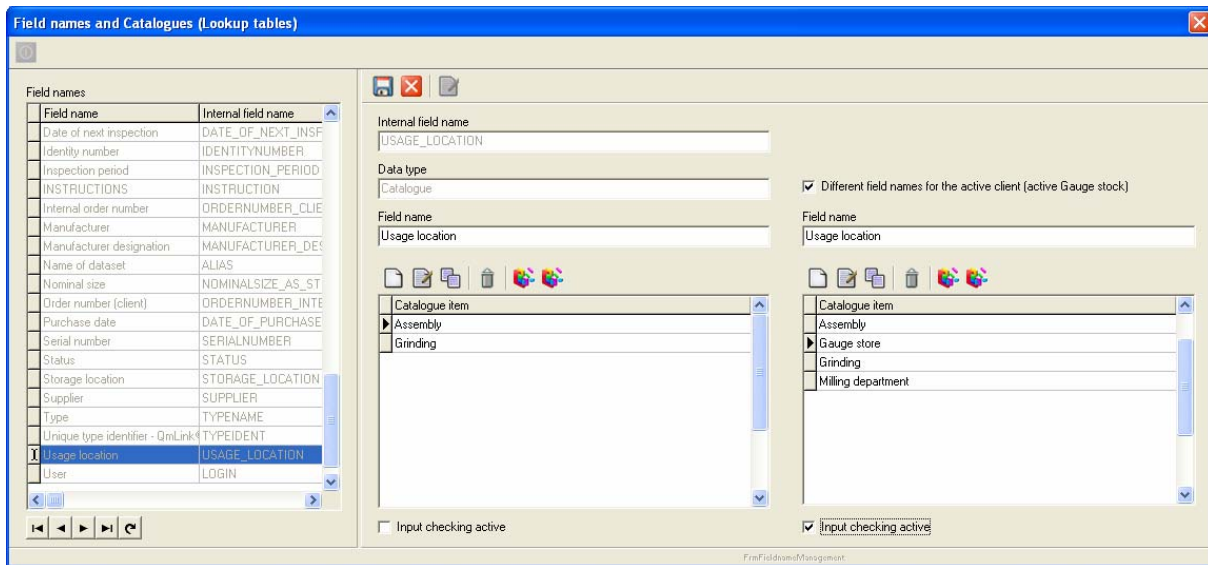 Field names and Catalogues (Lookup tables)
Field names
Field name Internal field name
Date of next inspection DATE_OF_NEXT_INSF
Identity number IDENTITYNUMBER
Inspection period INSPECTION_PERIOD
INSTRUCTIONS INSTRUCTION
Internal order number ORDERNUMBER_CLIE
Manufacturer MANUFACTURER
Manufacturer designation MANUFACTURER_DES
Name of dataset ALIAS
Nominal size NOMINALSIZE_AS_ST
Order number (client) ORDERNUMBER_INTE
Purchase date DATE_OF_PURCHASE
Serial number SERIALNUMBER
Status STATUS
Storage location STORAGE_LOCATION
Supplier SUPPLIER
Type TYPENAME
Unique type identifier - QmLink® TYPEIDENT
Usage location USAGE_LOCATION
User LOGIN
Internal field name
USAGE_LOCATION
Data type
Catalogue
Field name
Usage location
Catalogue item
Assembly
Grinding
Input checking active
Different field names for the active client (active Gauge stock)
Field name
Usage location
Catalogue item
Assembly
Gauge store
Grinding
Milling department
Input checking active
FrmFieldnameManagement